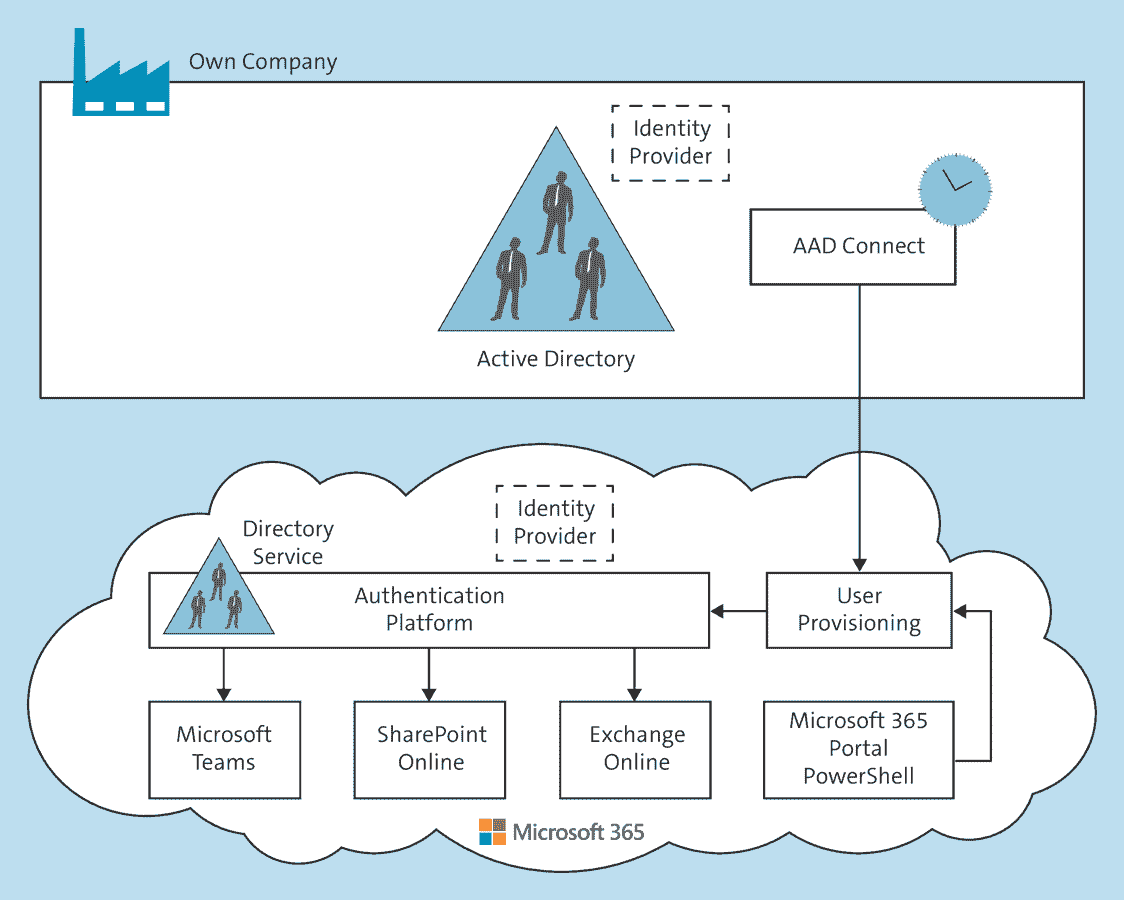 Own Company
Identity
Provider
AAD Connect
Active Directory
Identity
Provider
Directory
Service
Authentication
Platform
User
Provisioning
Microsoft
Teams
SharePoint
Online
Exchange
Online
Microsoft 365
Portal
PowerShell
Microsoft 365